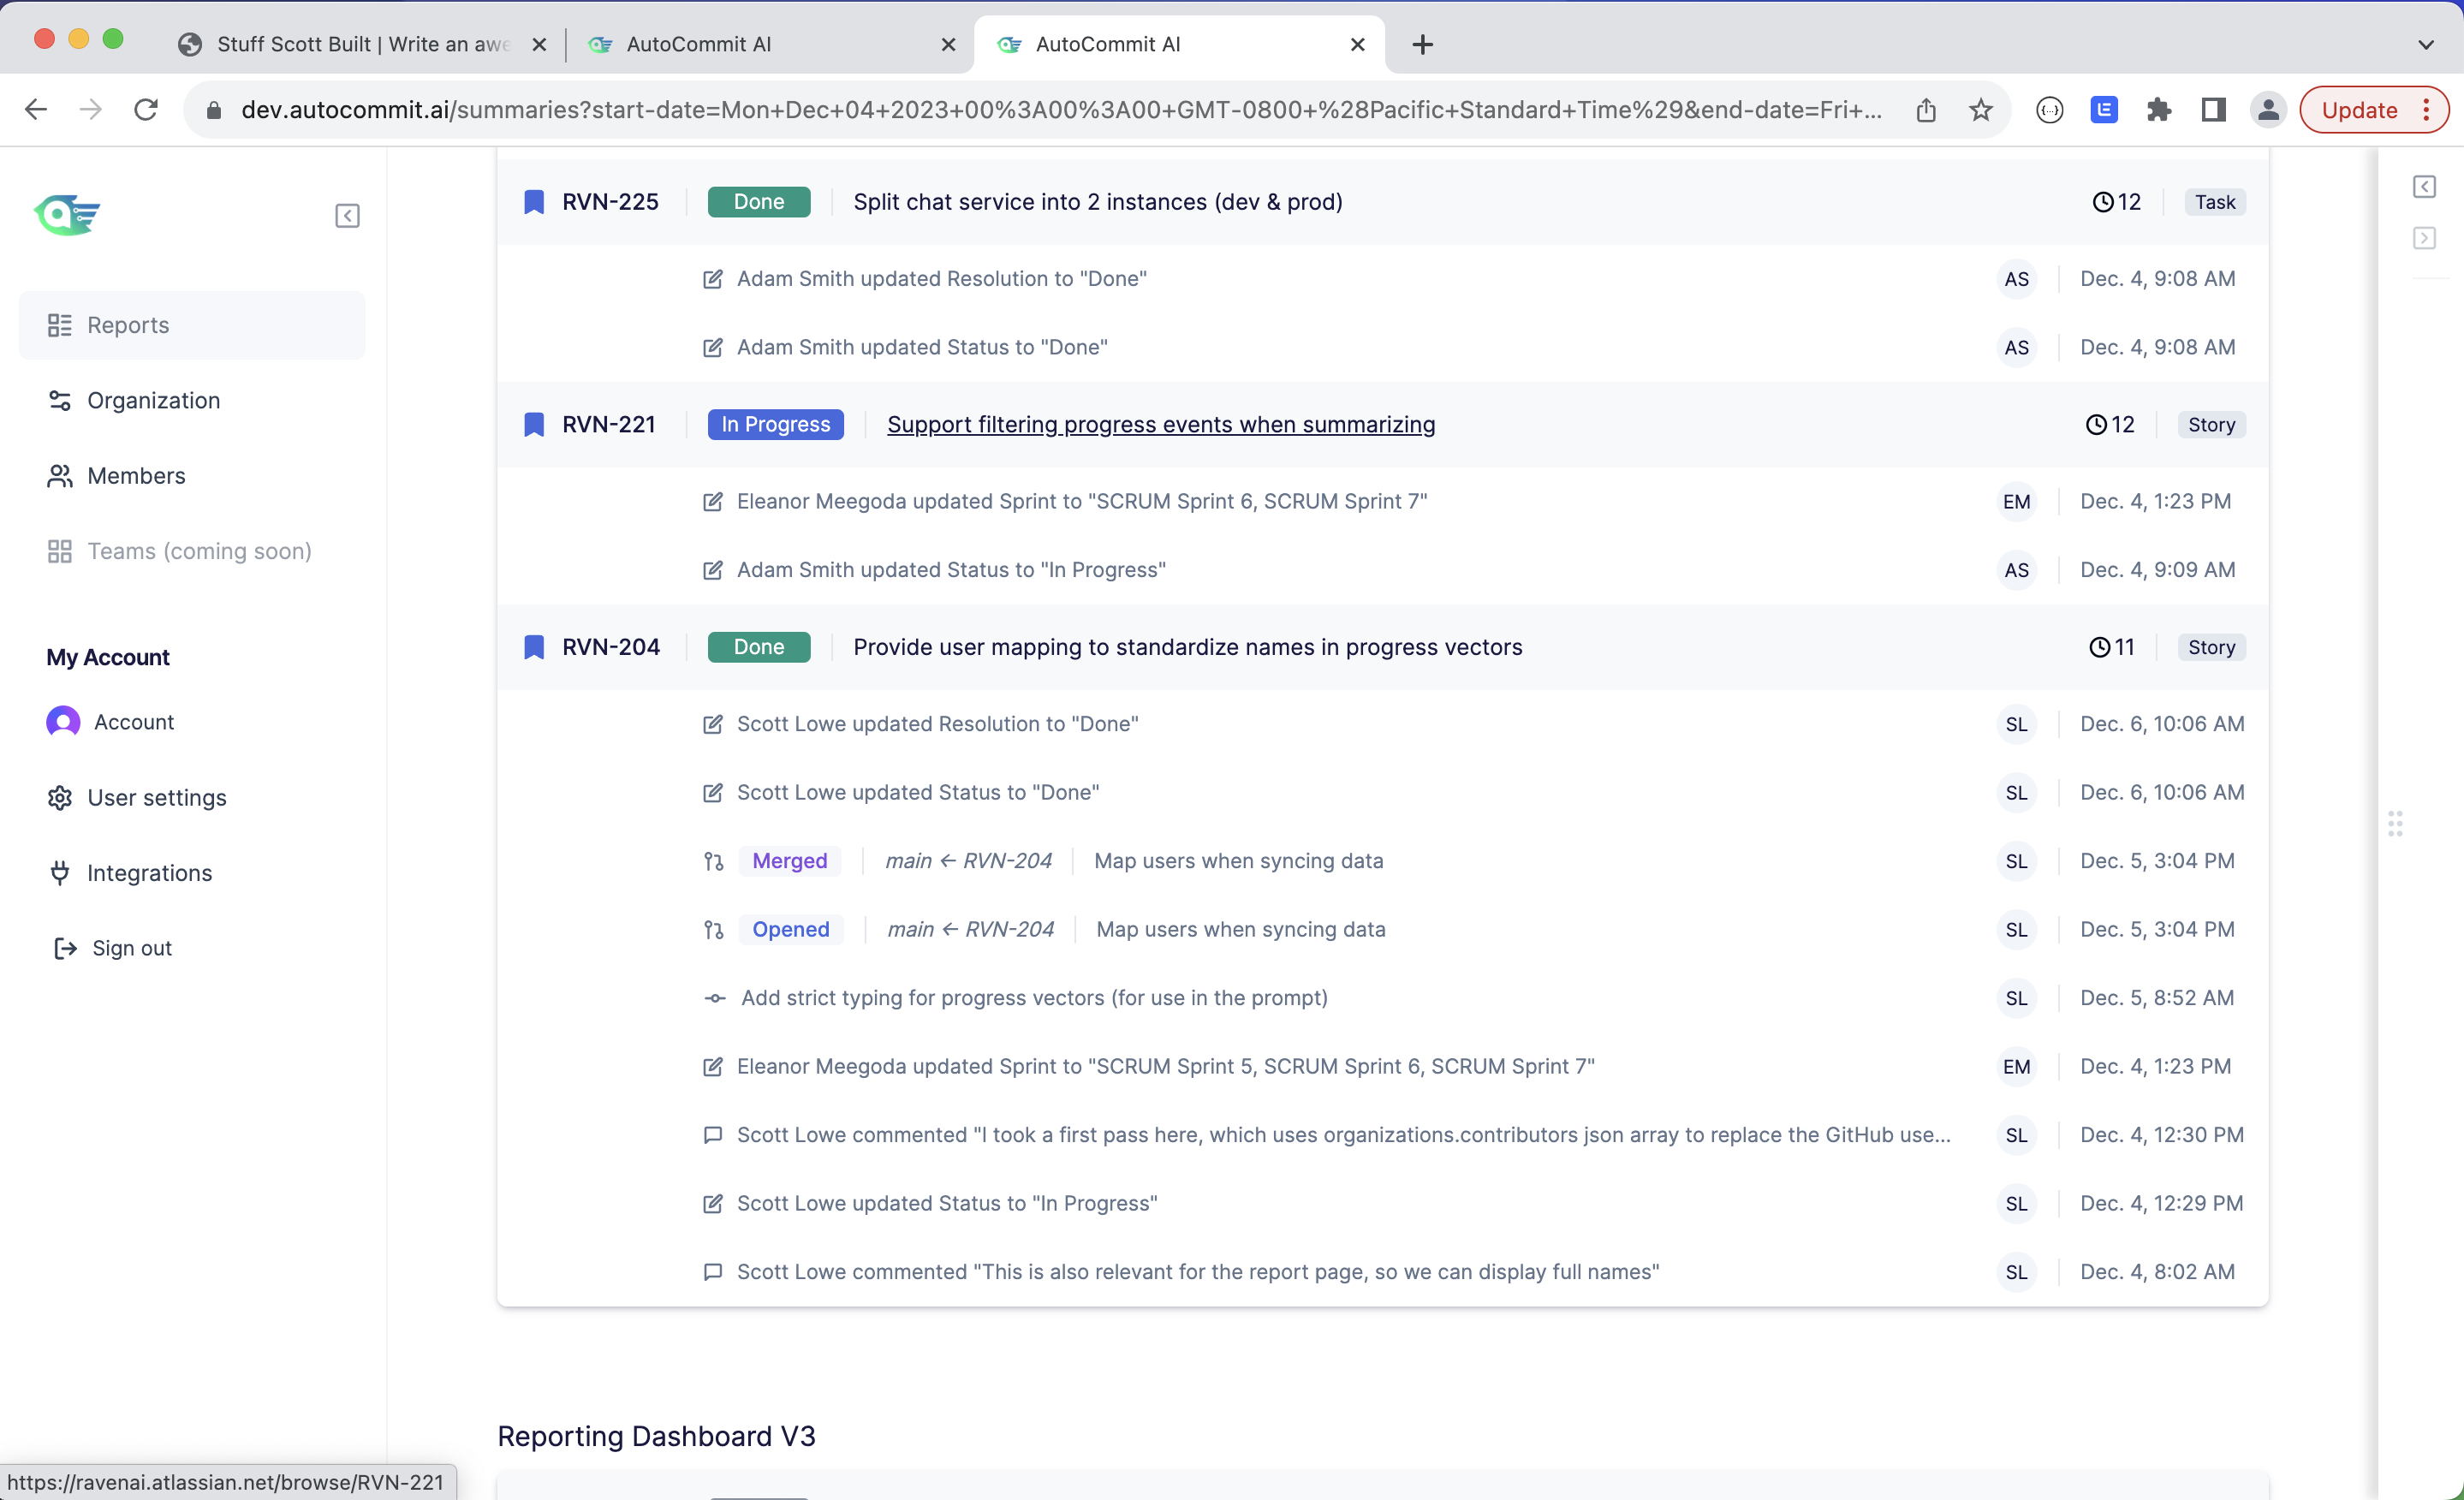 Stuff Scott Built | Write an awe
AutoCommit AI
AutoCommit AI
dev.autocommit.ai/summaries?start-date=Mon+Dec+04+2023+00%3A00%3A00+GMT-0800+%28Pacific+Standard+Time%29&end-date=Fri+...
Update
Reports
Organization
Members
Teams (coming soon)
My Account
Account
User settings
Integrations
Sign out
RVN-225 Done Split chat service into 2 instances (dev & prod) 12 Task
Adam Smith updated Resolution to "Done" AS Dec. 4, 9:08 AM
Adam Smith updated Status to "Done" AS Dec. 4, 9:08 AM
RVN-221 In Progress Support filtering progress events when summarizing 12 Story
Eleanor Meegoda updated Sprint to "SCRUM Sprint 6, SCRUM Sprint 7" EM Dec. 4, 1:23 PM
Adam Smith updated Status to "In Progress" AS Dec. 4, 9:09 AM
RVN-204 Done Provide user mapping to standardize names in progress vectors 11 Story
Scott Lowe updated Resolution to "Done" SL Dec. 6, 10:06 AM
Scott Lowe updated Status to "Done" SL Dec. 6, 10:06 AM
Merged main ← RVN-204 Map users when syncing data SL Dec. 5, 3:04 PM
Opened main ← RVN-204 Map users when syncing data SL Dec. 5, 3:04 PM
Add strict typing for progress vectors (for use in the prompt) SL Dec. 5, 8:52 AM
Eleanor Meegoda updated Sprint to "SCRUM Sprint 5, SCRUM Sprint 6, SCRUM Sprint 7" EM Dec. 4, 1:23 PM
Scott Lowe commented "I took a first pass here, which uses organizations.contributors json array to replace the GitHub use... SL Dec. 4, 12:30 PM
Scott Lowe updated Status to "In Progress" SL Dec. 4, 12:29 PM
Scott Lowe commented "This is also relevant for the report page, so we can display full names" SL Dec. 4, 8:02 AM
Reporting Dashboard V3
https://ravenai.atlassian.net/browse/RVN-221